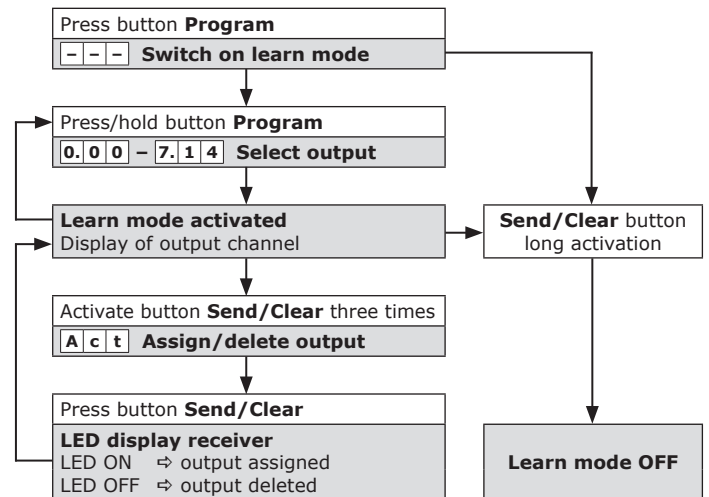 Press button Program
– – – Switch on learn mode
Press/hold button Program
0. 0 0 – 7. 1 4 Select output
Learn mode activated
Display of output channel
Send/Clear button
long activation
Activate button Send/Clear three times
A c t Assign/delete output
Press button Send/Clear
LED display receiver
LED ON ⇨ output assigned
LED OFF ⇨ output deleted
Learn mode OFF